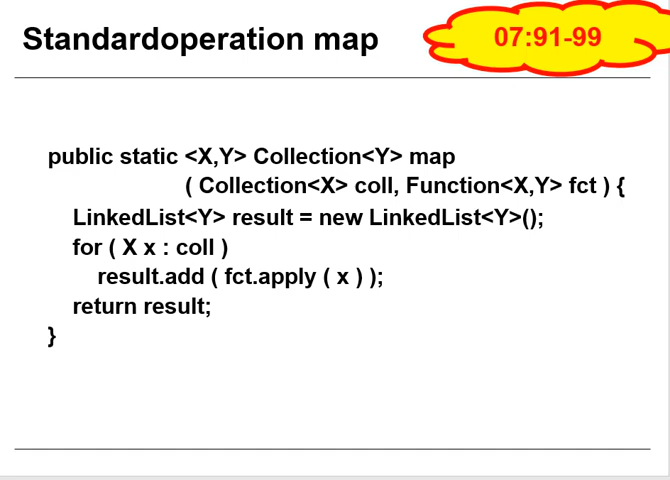 Standardoperation map
07:91-99
public static <X,Y> Collection<Y> map
( Collection<X> coll, Function<X,Y> fct ) {
LinkedList<Y> result = new LinkedList<Y>();
for ( X x : coll )
result.add ( fct.apply ( x ) );
return result;
}